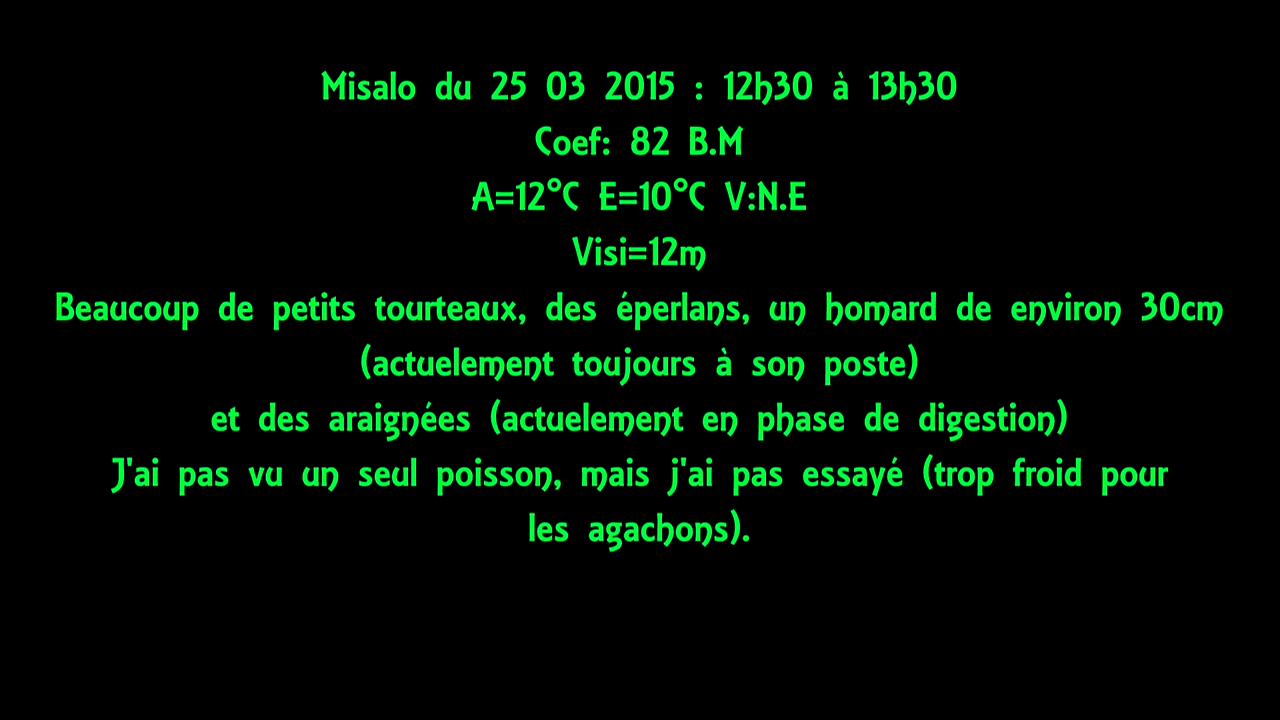 Misalo du 25 03 2015 : 12h30 à 13h30
Coef: 82 B.M
A=12°C E=10°C V:N.E
Visi=12m
Beaucoup de petits tourteaux, des éperlans, un homard de environ 30cm
(actuelement toujours à son poste)
et des araignées (actuelement en phase de digestion)
J'ai pas vu un seul poisson, mais j'ai pas essayé (trop froid pour
les agachons).